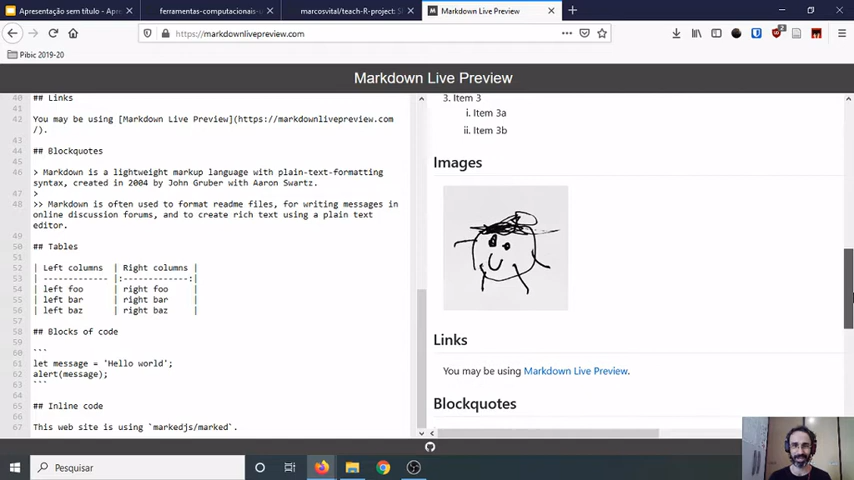 Apresentação sem título - Apres
ferramentas-computacionais-
marcosvital/teach-R-project: Si
Markdown Live Preview
https://markdownlivepreview.com
Pibic 2019-20
Markdown Live Preview
40 ## Links
41
42 You may be using [Markdown Live Preview](https://markdownlivepreview.com
/).
43
44 ## Blockquotes
45
46 > Markdown is a lightweight markup language with plain-text-formatting
syntax, created in 2004 by John Gruber with Aaron Swartz.
47 >
48 >> Markdown is often used to format readme files, for writing messages in
online discussion forums, and to create rich text using a plain text
editor.
49
50 ## Tables
51
52 | Left columns | Right columns |
53 | ------------- |:-------------:|
54 | left foo | right foo |
55 | left bar | right bar |
56 | left baz | right baz |
57
58 ## Blocks of code
59
60 ```
61 let message = 'Hello world';
62 alert(message);
63 ```
64
65 ## Inline code
66
67 This web site is using `markedjs/marked`.
3. Item 3
i. Item 3a
ii. Item 3b
Images
Links
You may be using Markdown Live Preview.
Blockquotes
Pesquisar